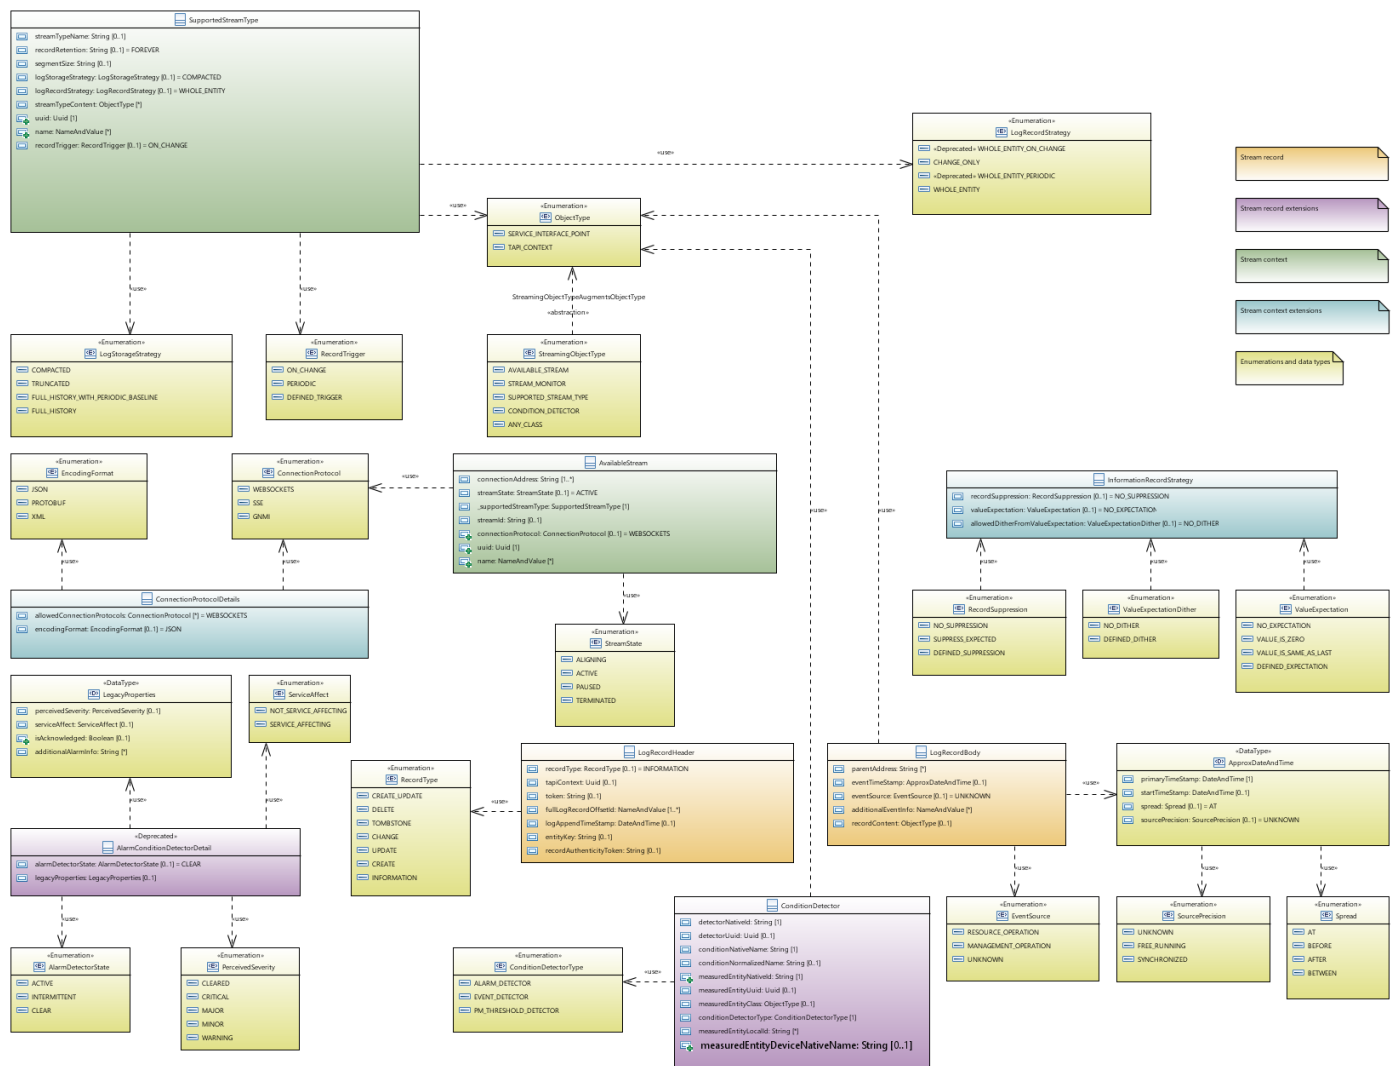 SupportedStreamType
streamTypeName: String [0..1]
recordRetention: String [0..1] = FOREVER
segmentSize: String [0..1]
logStorageStrategy: LogStorageStrategy [0..1] = COMPACTED
logRecordStrategy: LogRecordStrategy [0..1] = WHOLE_ENTITY
streamTypeContent: ObjectType [*]
uuid: Uuid [1]
name: NameAndValue [*]
recordTrigger: RecordTrigger [0..1] = ON_CHANGE
«use»
«Enumeration»
LogRecordStrategy
«Deprecated» WHOLE_ENTITY_ON_CHANGE
CHANGE_ONLY
«Deprecated» WHOLE_ENTITY_PERIODIC
WHOLE_ENTITY
Stream record
Stream record extensions
Stream context
Stream context extensions
Enumerations and data types
«use»
«Enumeration»
ObjectType
SERVICE_INTERFACE_POINT
TAPI_CONTEXT
«use»
«use»
StreamingObjectTypeAugmentsObjectType
«abstraction»
«Enumeration»
LogStorageStrategy
COMPACTED
TRUNCATED
FULL_HISTORY_WITH_PERIODIC_BASELINE
FULL_HISTORY
«Enumeration»
RecordTrigger
ON_CHANGE
PERIODIC
DEFINED_TRIGGER
«Enumeration»
StreamingObjectType
AVAILABLE_STREAM
STREAM_MONITOR
SUPPORTED_STREAM_TYPE
CONDITION_DETECTOR
ANY_CLASS
«Enumeration»
EncodingFormat
JSON
PROTOBUF
XML
«Enumeration»
ConnectionProtocol
WEBSOCKETS
SSE
GNMI
«use»
AvailableStream
connectionAddress: String [1..*]
streamState: StreamState [0..1] = ACTIVE
_supportedStreamType: SupportedStreamType [1]
streamId: String [0..1]
connectionProtocol: ConnectionProtocol [0..1] = WEBSOCKETS
uuid: Uuid [1]
name: NameAndValue [*]
«use»
«use»
InformationRecordStrategy
recordSuppression: RecordSuppression [0..1] = NO_SUPPRESSION
valueExpectation: ValueExpectation [0..1] = NO_EXPECTATION
allowedDitherFromValueExpectation: ValueExpectationDither [0..1] = NO_DITHER
«use»
«use»
«use»
«use»
«use»
ConnectionProtocolDetails
allowedConnectionProtocols: ConnectionProtocol [*] = WEBSOCKETS
encodingFormat: EncodingFormat [0..1] = JSON
«use»
«Enumeration»
StreamState
ALIGNING
ACTIVE
PAUSED
TERMINATED
«Enumeration»
RecordSuppression
NO_SUPPRESSION
SUPPRESS_EXPECTED
DEFINED_SUPPRESSION
«Enumeration»
ValueExpectationDither
NO_DITHER
DEFINED_DITHER
«Enumeration»
ValueExpectation
NO_EXPECTATION
VALUE_IS_ZERO
VALUE_IS_SAME_AS_LAST
DEFINED_EXPECTATION
«DataType»
LegacyProperties
perceivedSeverity: PerceivedSeverity [0..1]
serviceAffect: ServiceAffect [0..1]
isAcknowledged: Boolean [0..1]
additionalAlarmInfo: String [*]
«Enumeration»
ServiceAffect
NOT_SERVICE_AFFECTING
SERVICE_AFFECTING
«use»
«use»
«Enumeration»
RecordType
CREATE_UPDATE
DELETE
TOMBSTONE
CHANGE
UPDATE
CREATE
INFORMATION
«use»
LogRecordHeader
recordType: RecordType [0..1] = INFORMATION
tapiContext: Uuid [0..1]
token: String [0..1]
fullLogRecordOffsetId: NameAndValue [1..*]
logAppendTimeStamp: DateAndTime [0..1]
entityKey: String [0..1]
recordAuthenticityToken: String [0..1]
LogRecordBody
parentAddress: String [*]
eventTimeStamp: ApproxDateAndTime [0..1]
eventSource: EventSource [0..1] = UNKNOWN
additionalEventInfo: NameAndValue [*]
recordContent: ObjectType [0..1]
«use»
«DataType»
ApproxDateAndTime
primaryTimeStamp: DateAndTime [1]
startTimeStamp: DateAndTime [0..1]
spread: Spread [0..1] = AT
sourcePrecision: SourcePrecision [0..1] = UNKNOWN
«Deprecated»
AlarmConditionDetectorDetail
alarmDetectorState: AlarmDetectorState [0..1] = CLEAR
legacyProperties: LegacyProperties [0..1]
«use»
«use»
«use»
«use»
«use»
«Enumeration»
AlarmDetectorState
ACTIVE
INTERMITTENT
CLEAR
«Enumeration»
PerceivedSeverity
CLEARED
CRITICAL
MAJOR
MINOR
WARNING
«Enumeration»
ConditionDetectorType
ALARM_DETECTOR
EVENT_DETECTOR
PM_THRESHOLD_DETECTOR
«use»
ConditionDetector
detectorNativeId: String [1]
detectorUuid: Uuid [0..1]
conditionNativeName: String [1]
conditionNormalizedName: String [0..1]
measuredEntityNativeId: String [1]
measuredEntityUuid: Uuid [0..1]
measuredEntityClass: ObjectType [0..1]
conditionDetectorType: ConditionDetectorType [1]
measuredEntityLocalId: String [*]
measuredEntityDeviceNativeName: String [0..1]
«Enumeration»
EventSource
RESOURCE_OPERATION
MANAGEMENT_OPERATION
UNKNOWN
«Enumeration»
SourcePrecision
UNKNOWN
FREE_RUNNING
SYNCHRONIZED
«Enumeration»
Spread
AT
BEFORE
AFTER
BETWEEN